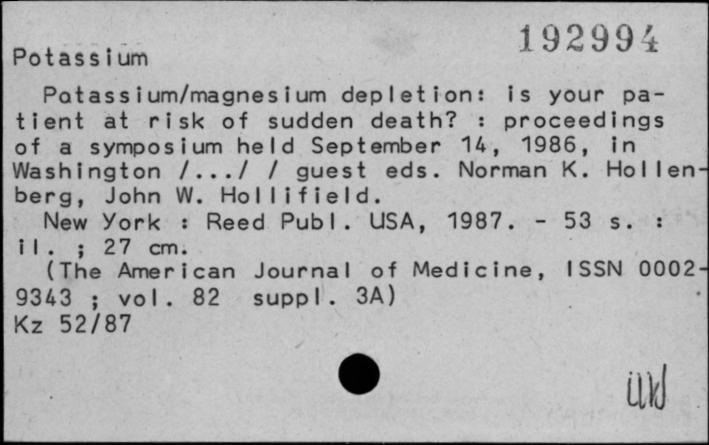 192994
Potassium
Potassium/magnesium depletion: is your pa-
tient at risk of sudden death? : proceedings
of a symposium held September 14, 1986, in
Washington /.../ / guest eds. Norman K. Hollen-
berg, John W. Hollifield.
New York : Reed Publ. USA, 1987. - 53 s. :
il. ; 27 cm.
(The American Journal of Medicine, ISSN 0002-
9343 ; vol. 82 suppl. 3A)
Kz 52/87